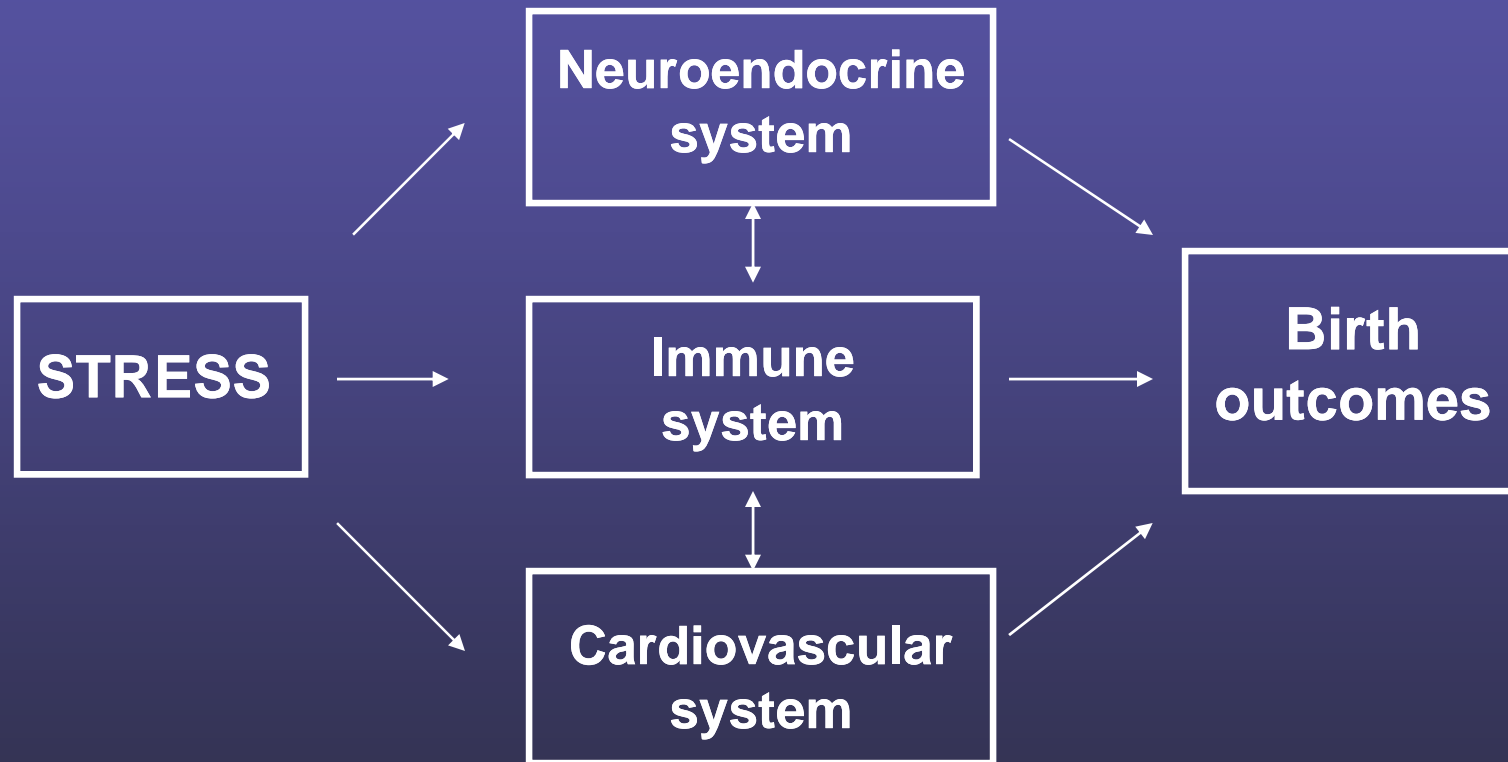 Neuroendocrine
system
STRESS
Immune
system
Birth
outcomes
Cardiovascular
system